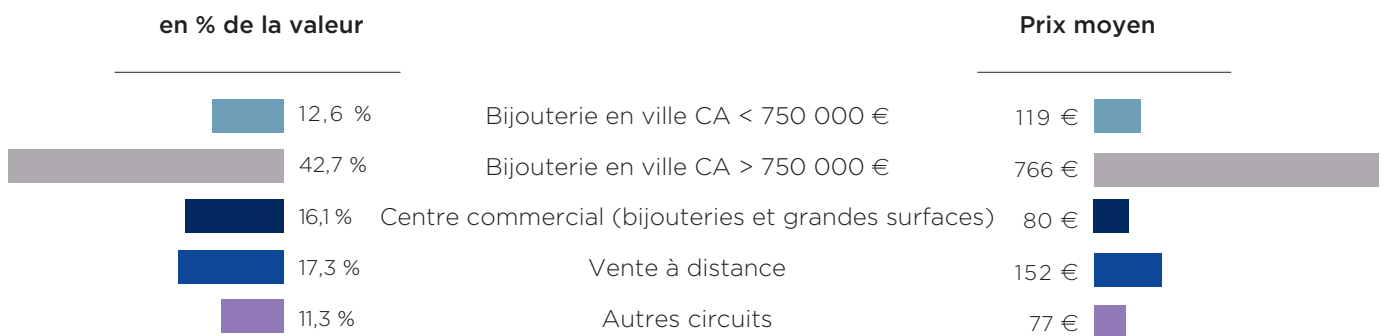 en % de la valeur Prix moyen
12,6 % Bijouterie en ville CA < 750 000 € 119 €
42,7 % Bijouterie en ville CA > 750 000 € 766 €
16,1 % Centre commercial (bijouteries et grandes surfaces) 80 €
17,3 % Vente à distance 152 €
11,3 % Autres circuits 77 €